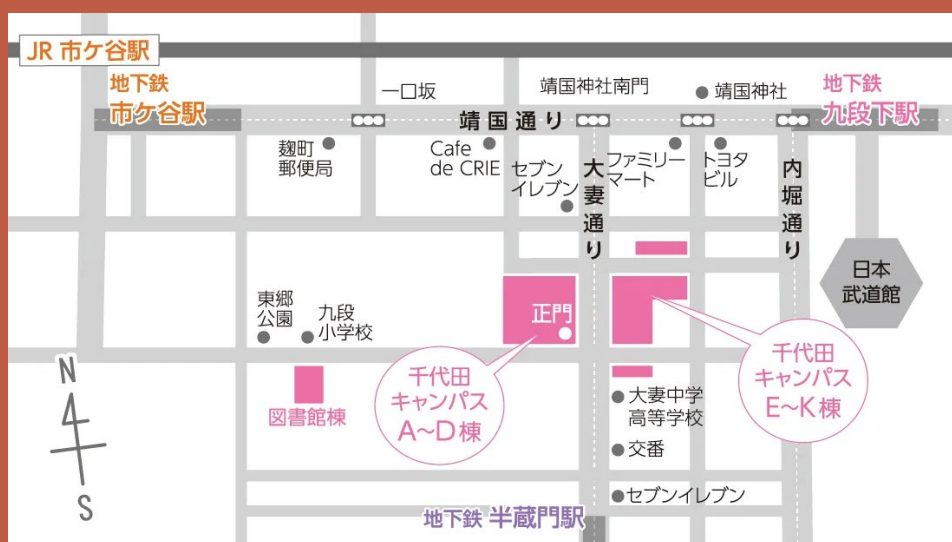 JR 市ケ谷駅
地下鉄
市ケ谷駅
一口坂
靖国神社南門
靖国神社
地下鉄
九段下駅
靖国通り
麹町
郵便局
Cafe
de CRIE
セブン
イレブン
大妻通り
ファミリー
マート
トヨタ
ビル
内堀通り
日本
武道館
東郷
公園
九段
小学校
正門
千代田
キャンパス
A〜D棟
千代田
キャンパス
E〜K棟
図書館棟
大妻中学
高等学校
交番
セブンイレブン
地下鉄 半蔵門駅
N
S